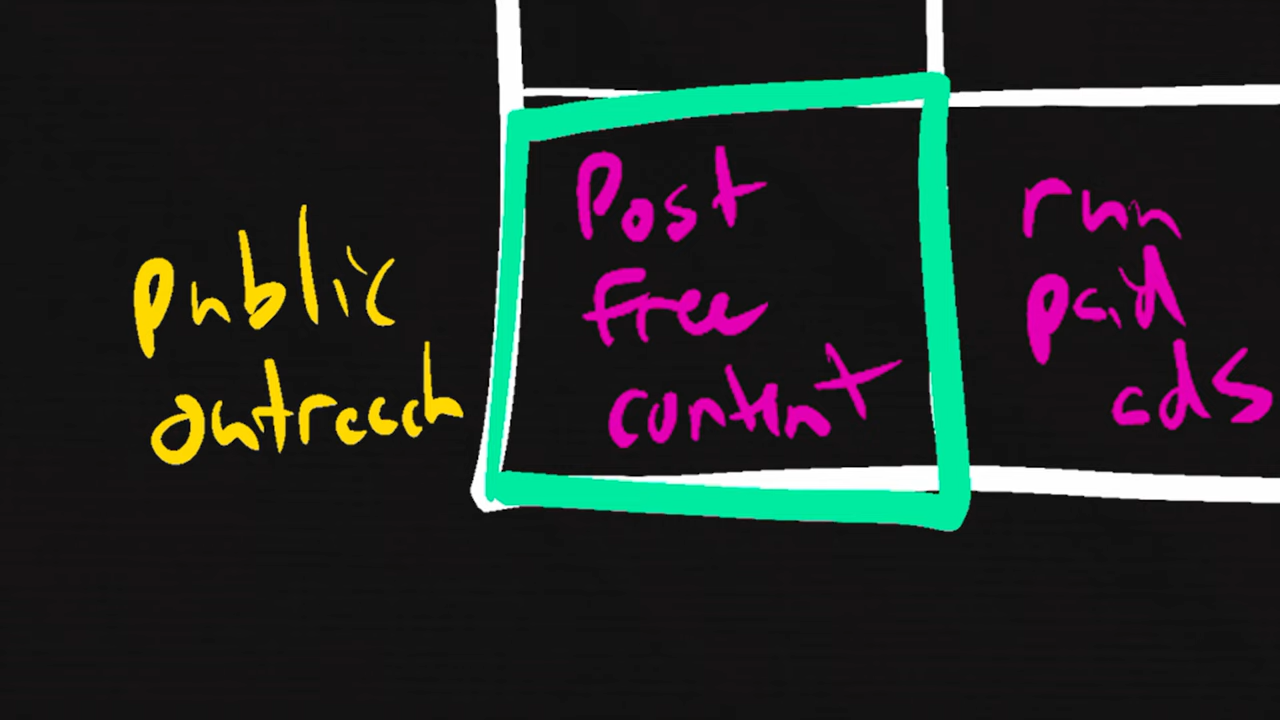 public
outreach
Post
free
content
run
paid
ads